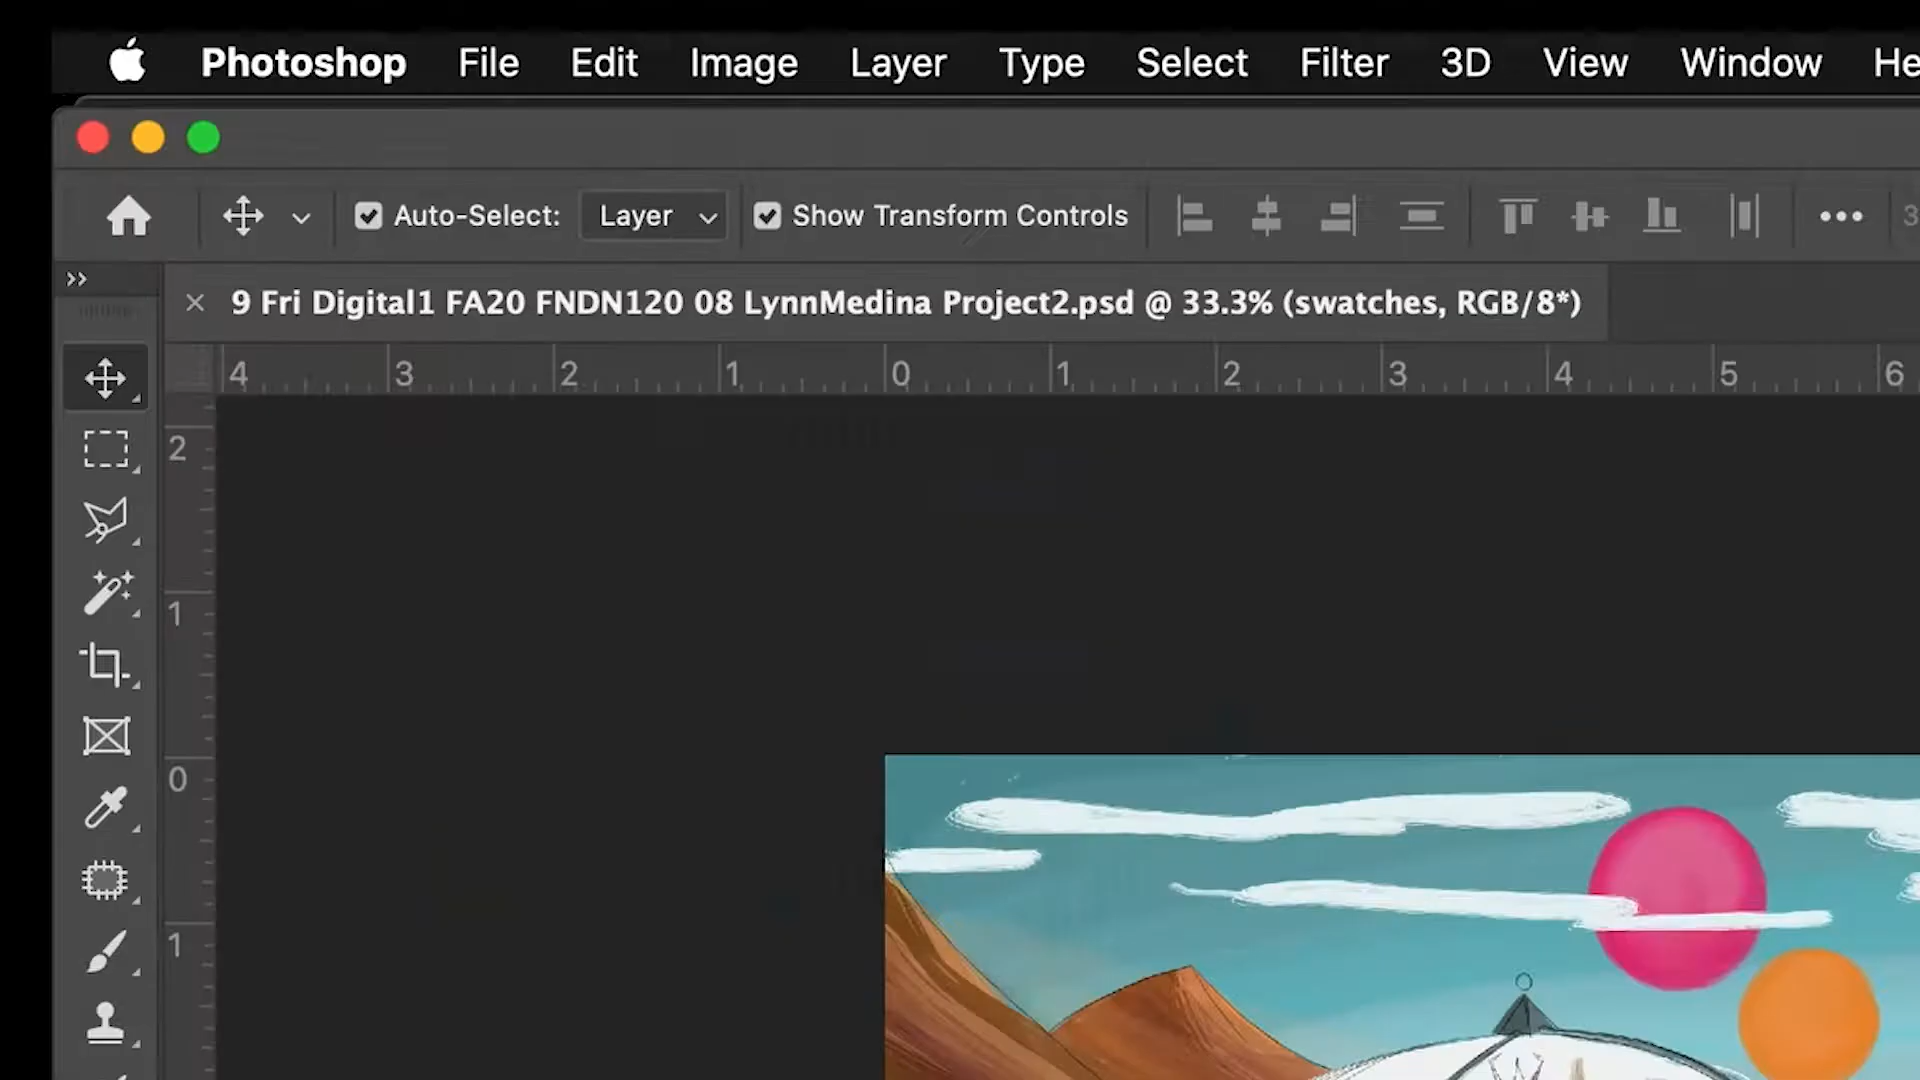 Photoshop File Edit Image Layer Type Select Filter 3D View Window He
Auto-Select: Layer Show Transform Controls 3
9 Fri Digital1 FA20 FNDN120 08 LynnMedina Project2.psd @ 33.3% (swatches, RGB/8*)
4 3 2 1 0 1 2 3 4 5 6
2
1
0
1